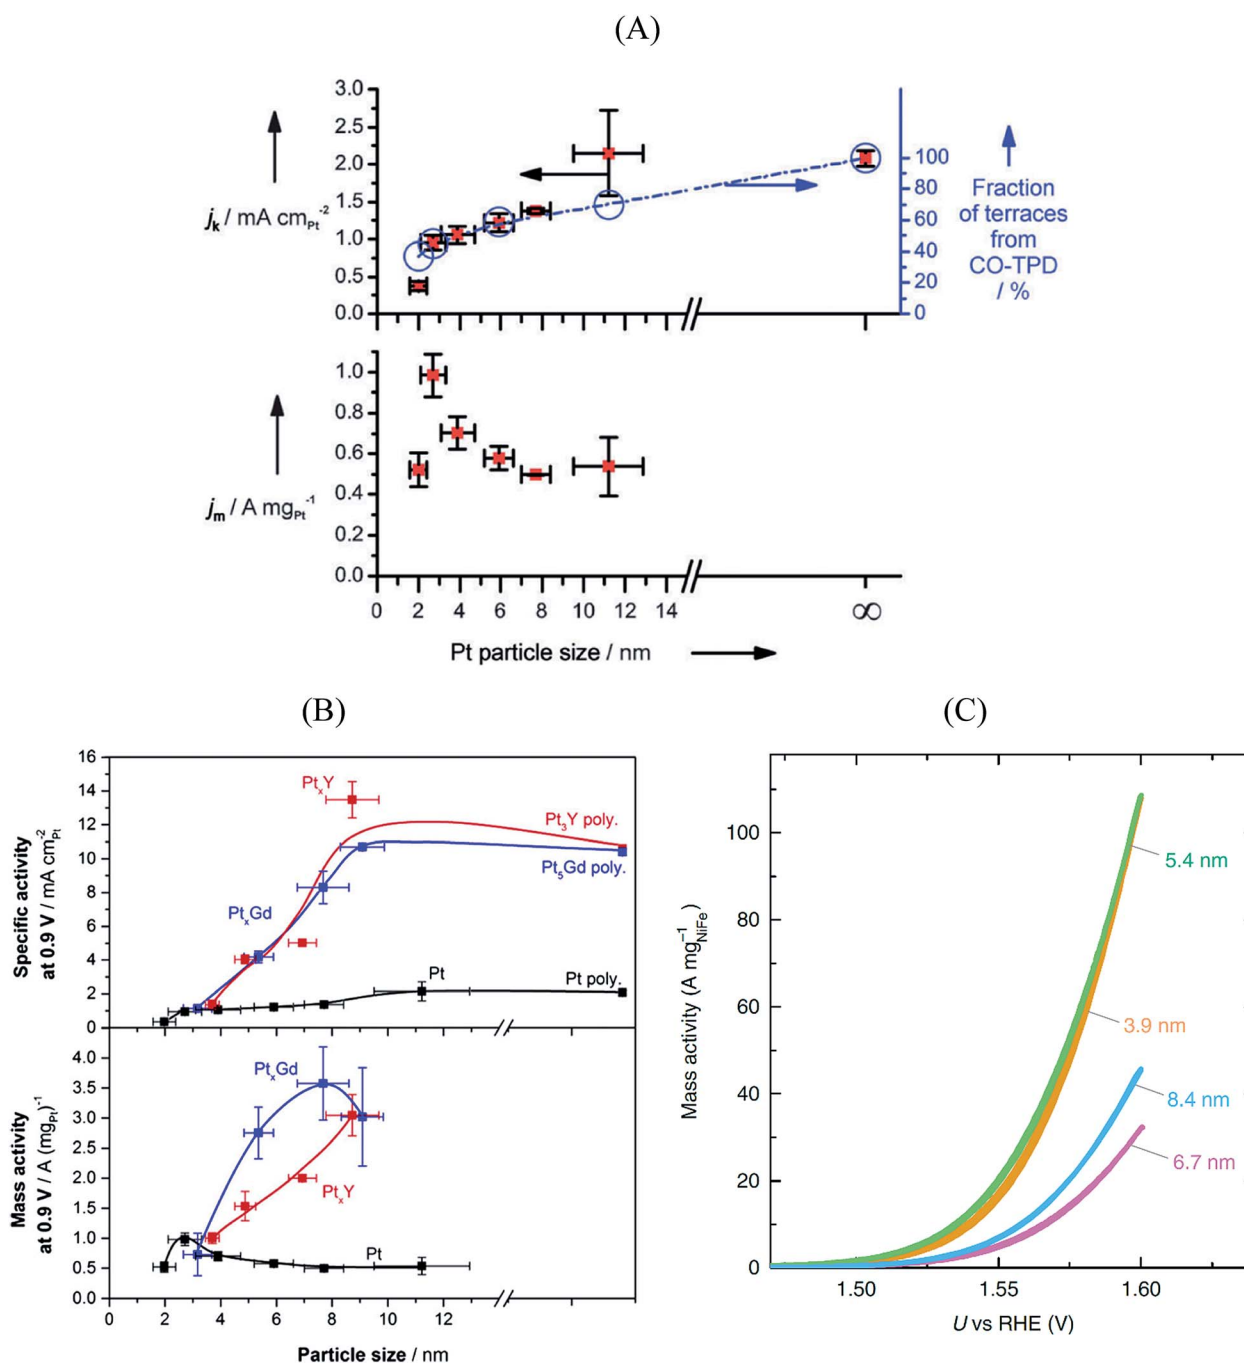 (A)
3.0
2.5
2.0
1.5
1.0
0.5
0.0
jk / mA cmPt-2
100
80
60
40
20
0
Fraction
of terraces
from
CO-TPD
/ %
1.0
0.8
0.6
0.4
0.2
0.0
jm / A mgPt-1
0 2 4 6 8 10 12 14 ∞
Pt particle size / nm
(B)
16
14
12
10
8
6
4
2
0
Specific activity
at 0.9 V / mA cm-2Pt
PtxY
Pt3Y poly.
Pt5Gd poly.
PtxGd
Pt
Pt poly.
4.0
3.5
3.0
2.5
2.0
1.5
1.0
0.5
0.0
Mass activity
at 0.9 V / A (mgPt)-1
PtxGd
PtxY
Pt
0 2 4 6 8 10 12
Particle size / nm
(C)
100
80
60
40
20
0
Mass activity (A mg-1NiFe)
5.4 nm
3.9 nm
8.4 nm
6.7 nm
1.50 1.55 1.60
U vs RHE (V)